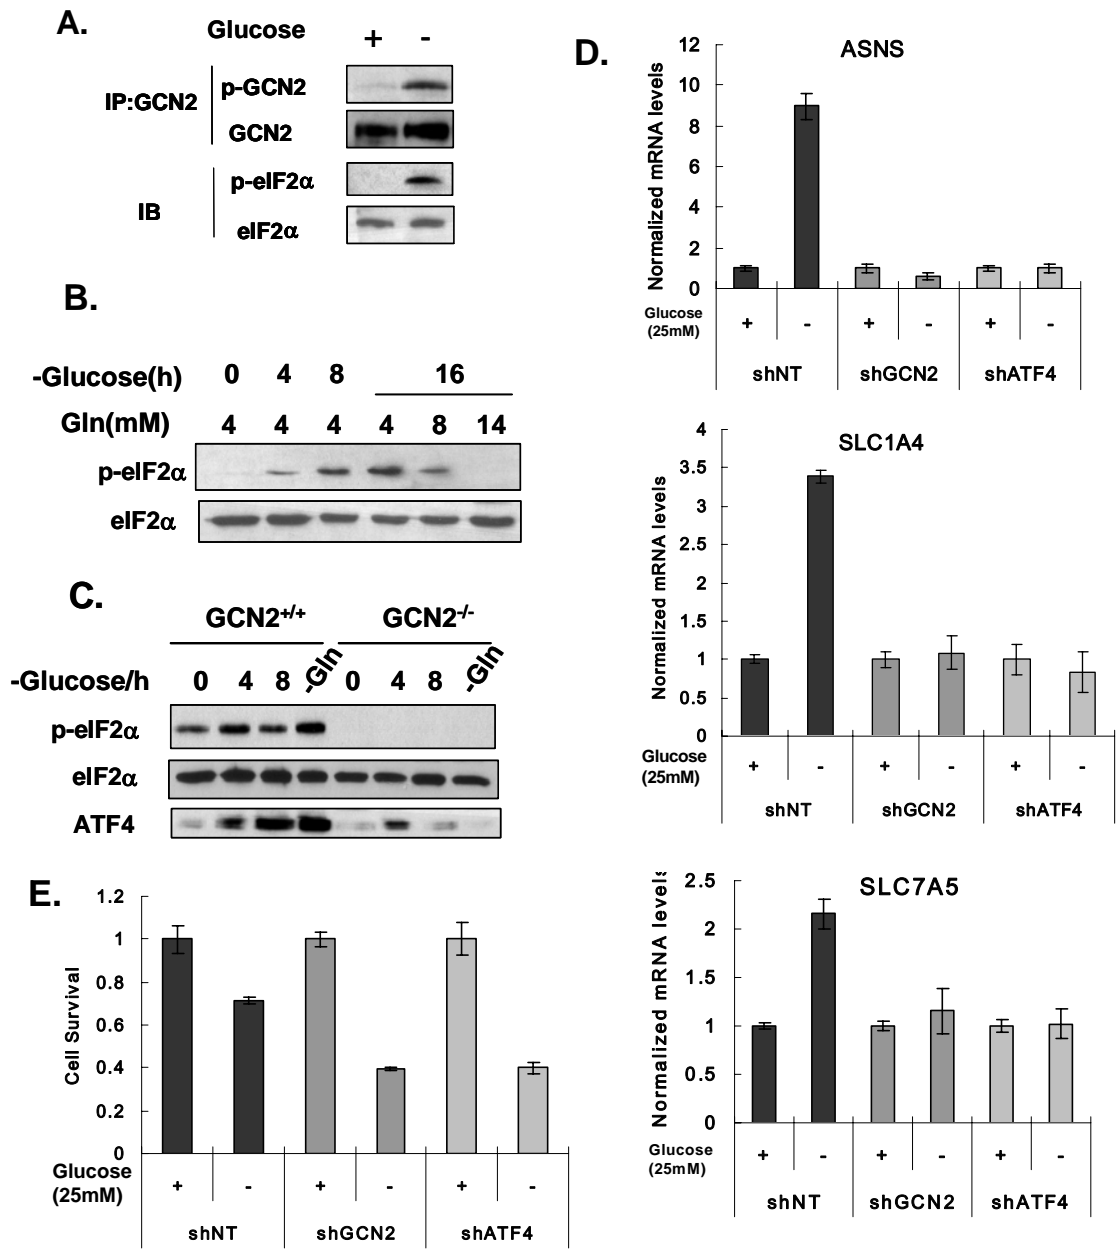 A.
Glucose + -
IP:GCN2
p-GCN2
GCN2
IB
p-eIF2α
eIF2α
B.
-Glucose(h) 0 4 8 16
Gln(mM) 4 4 4 4 8 14
p-eIF2α
eIF2α
C.
GCN2+/+ GCN2-/-
-Glucose/h 0 4 8 -Gln 0 4 8 -Gln
p-eIF2α
eIF2α
ATF4
D.
ASNS
Normalized mRNA levels
12
10
8
6
4
2
0
Glucose
(25mM)
+ - + - + -
shNT shGCN2 shATF4
SLC1A4
Normalized mRNA levels
4
3.5
3
2.5
2
1.5
1
0.5
0
Glucose
(25mM)
+ - + - + -
shNT shGCN2 shATF4
SLC7A5
Normalized mRNA levels
2.5
2
1.5
1
0.5
0
Glucose
(25mM)
+ - + - + -
shNT shGCN2 shATF4
E.
Cell Survival
1.2
1
0.8
0.6
0.4
0.2
0
Glucose
(25mM)
+ - + - + -
shNT shGCN2 shATF4